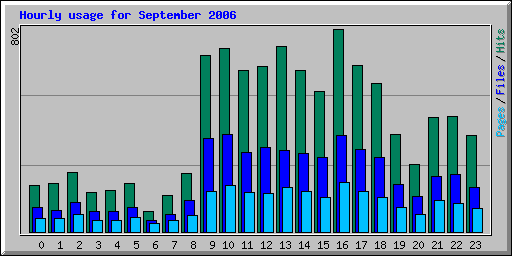 Hourly usage for September 2006
802
Pages / Files / Hits
0 1 2 3 4 5 6 7 8 9 10 11 12 13 14 15 16 17 18 19 20 21 22 23